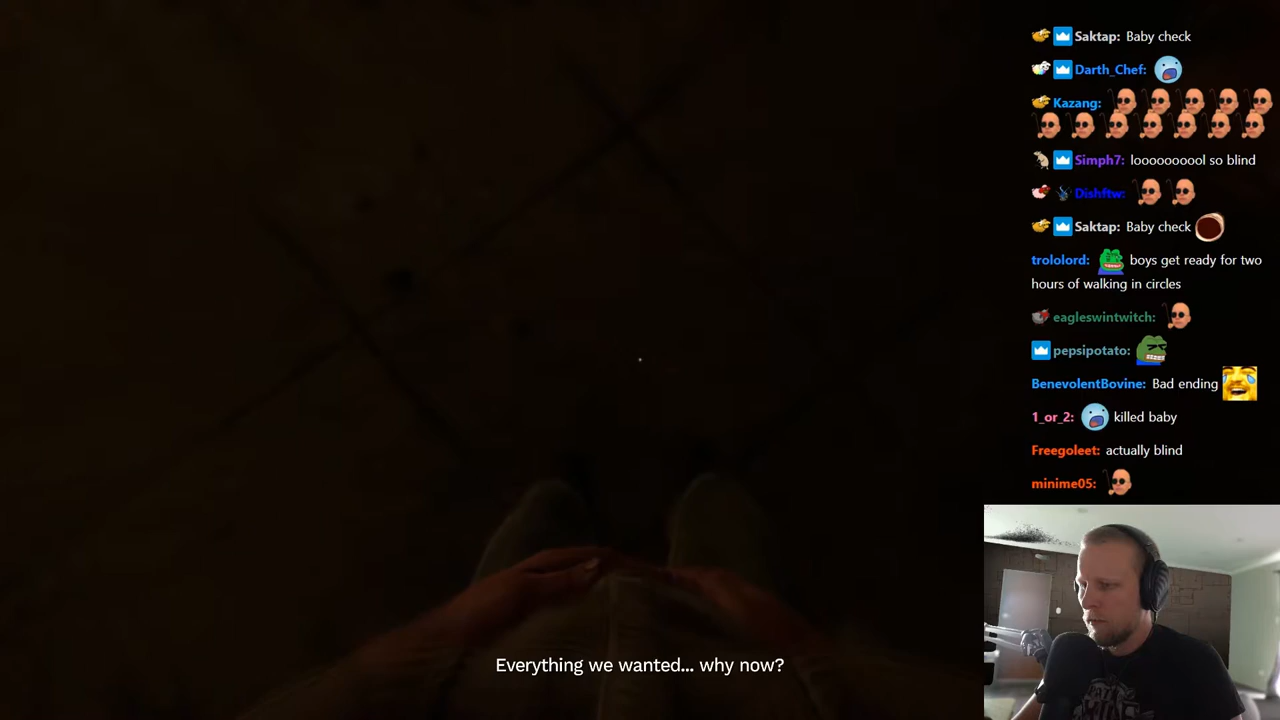 Saktap: Baby check
Darth_Chef:
Kazang:
Simph7: loooooooool so blind
Dishftw:
Saktap: Baby check
trololord: boys get ready for two
hours of walking in circles
eagleswintwitch:
pepsipotato:
BenevolentBovine: Bad ending
1_or_2: killed baby
Freegoleet: actually blind
minime05:
Everything we wanted... why now?